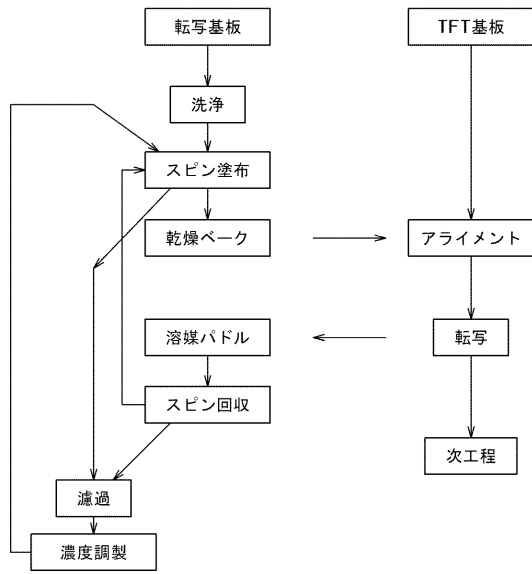 転写基板
TFT基板
洗浄
スピン塗布
乾燥ベーク
アライメント
溶媒パドル
転写
スピン回収
次工程
濾過
濃度調製